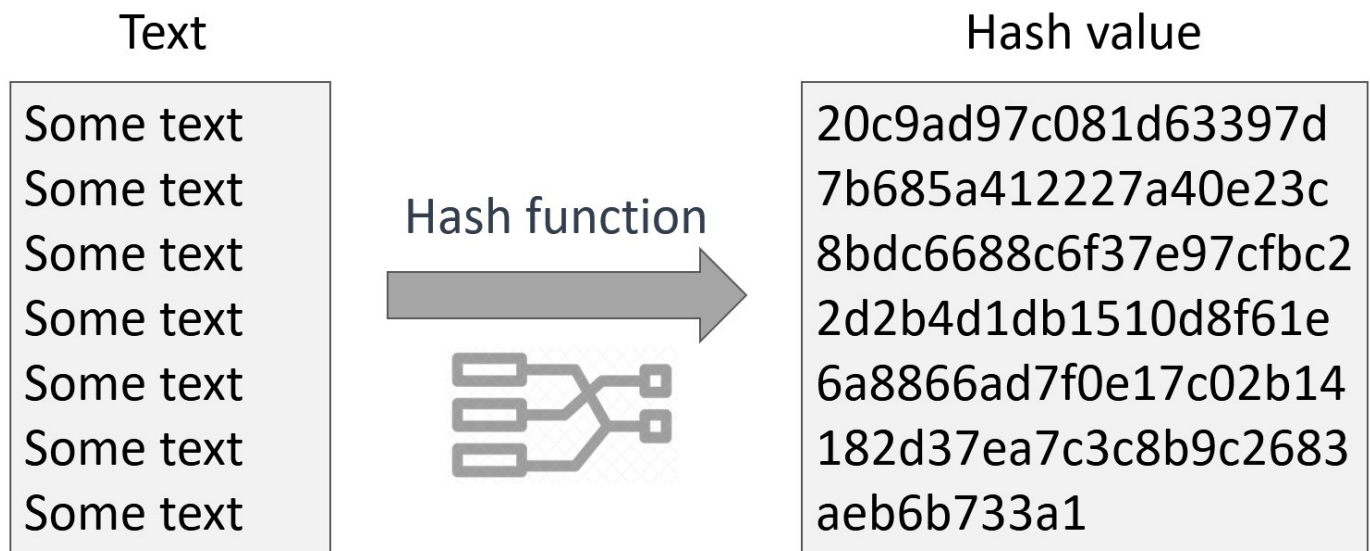 Text
Some text
Some text
Some text
Some text
Some text
Some text
Some text
Hash function
Hash value
20c9ad97c081d63397d
7b685a412227a40e23c
8bdc6688c6f37e97cfbc2
2d2b4d1db1510d8f61e
6a8866ad7f0e17c02b14
182d37ea7c3c8b9c2683
aeb6b733a1